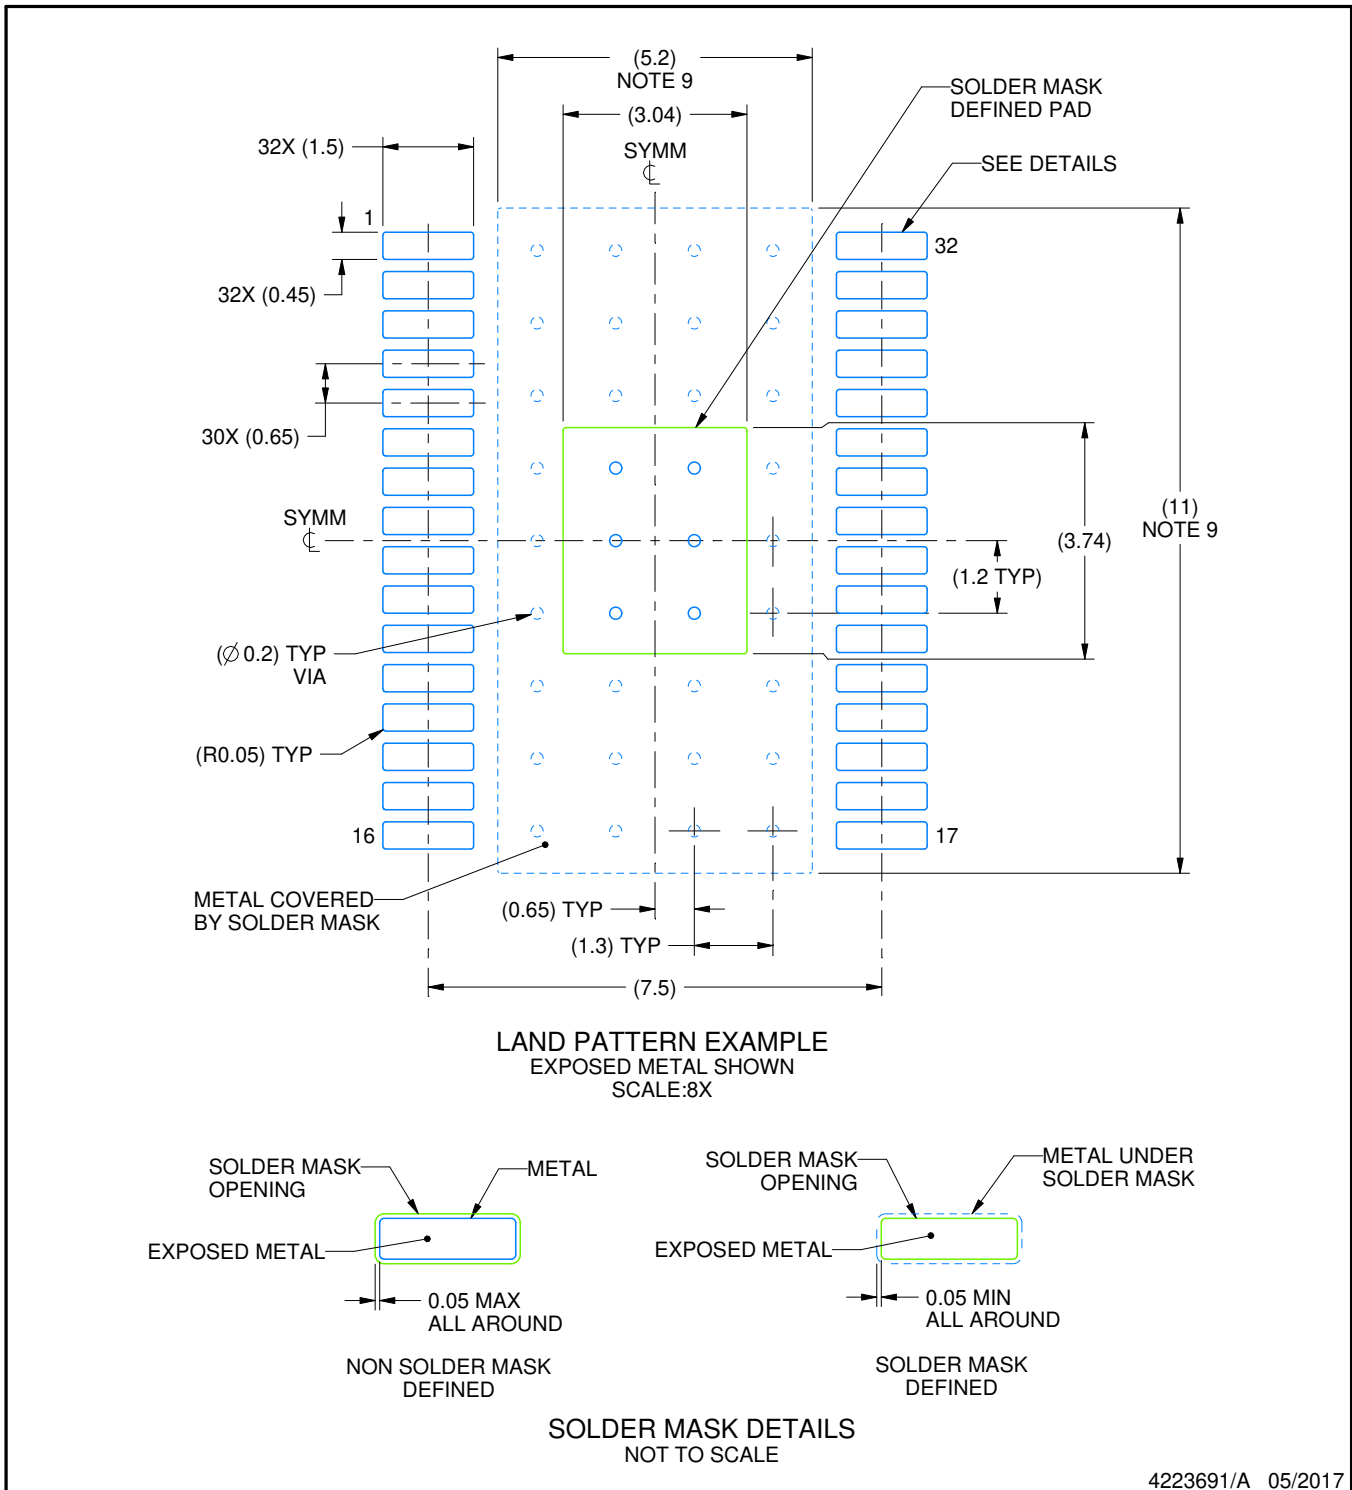 (5.2)
NOTE 9
(3.04)
SYMM
℄
SOLDER MASK
DEFINED PAD
SEE DETAILS
32X (1.5)
1
32
32X (0.45)
30X (0.65)
SYMM
℄
(11)
NOTE 9
(3.74)
(1.2 TYP)
(∅ 0.2) TYP
VIA
(R0.05) TYP
16
17
METAL COVERED
BY SOLDER MASK
(0.65) TYP
(1.3) TYP
(7.5)
LAND PATTERN EXAMPLE
EXPOSED METAL SHOWN
SCALE:8X
SOLDER MASK
OPENING
METAL
EXPOSED METAL
0.05 MAX
ALL AROUND
NON SOLDER MASK
DEFINED
SOLDER MASK
OPENING
METAL UNDER
SOLDER MASK
EXPOSED METAL
0.05 MIN
ALL AROUND
SOLDER MASK
DEFINED
SOLDER MASK DETAILS
NOT TO SCALE
4223691/A 05/2017